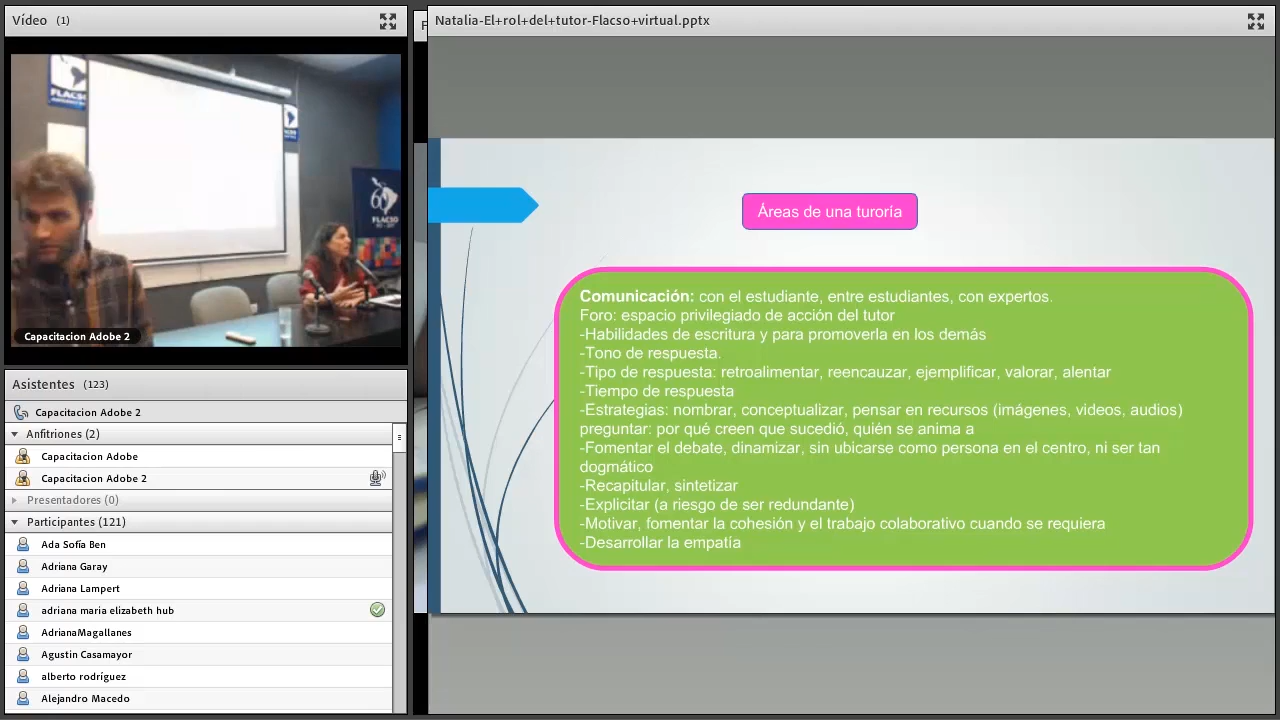 Vídeo (1)
FLACSO
FLACSO
60
FLACSO
Capacitacion Adobe 2
Asistentes (123)
Capacitacion Adobe 2
Anfitriones (2)
Capacitacion Adobe
Capacitacion Adobe 2
Presentadores (0)
Participantes (121)
Ada Sofía Ben
Adriana Garay
Adriana Lampert
adriana maria elizabeth hub
AdrianaMagallanes
Agustín Casamayor
alberto rodríguez
Alejandro Macedo
Natalia-El+rol+del+tutor-Flacso+virtual.pptx
Áreas de una turoría
Comunicación: con el estudiante, entre estudiantes, con expertos.
Foro: espacio privilegiado de acción del tutor
-Habilidades de escritura y para promoverla en los demás
-Tono de respuesta.
-Tipo de respuesta: retroalimentar, reencauzar, ejemplificar, valorar, alentar
-Tiempo de respuesta
-Estrategias: nombrar, conceptualizar, pensar en recursos (imágenes, videos, audios)
preguntar: por qué creen que sucedió, quién se anima a
-Fomentar el debate, dinamizar, sin ubicarse como persona en el centro, ni ser tan
dogmático
-Recapitular, sintetizar
-Explicitar (a riesgo de ser redundante)
-Motivar, fomentar la cohesión y el trabajo colaborativo cuando se requiera
-Desarrollar la empatía